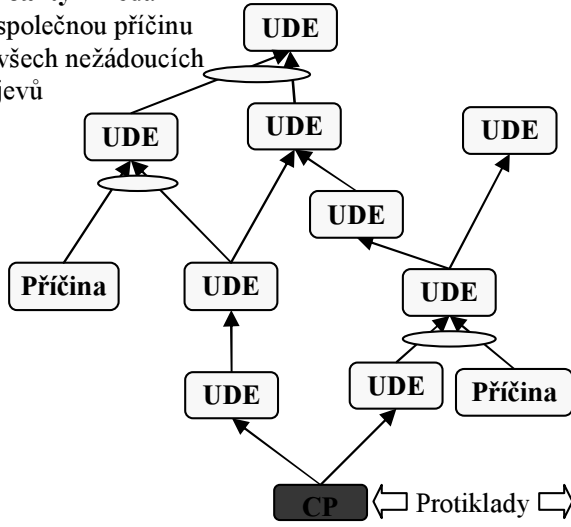 společnou příčinu
všech nežádoucích
jevů
UDE
UDE
UDE
UDE
UDE
Příčina
UDE
UDE
UDE
UDE
Příčina
CP
Protiklady